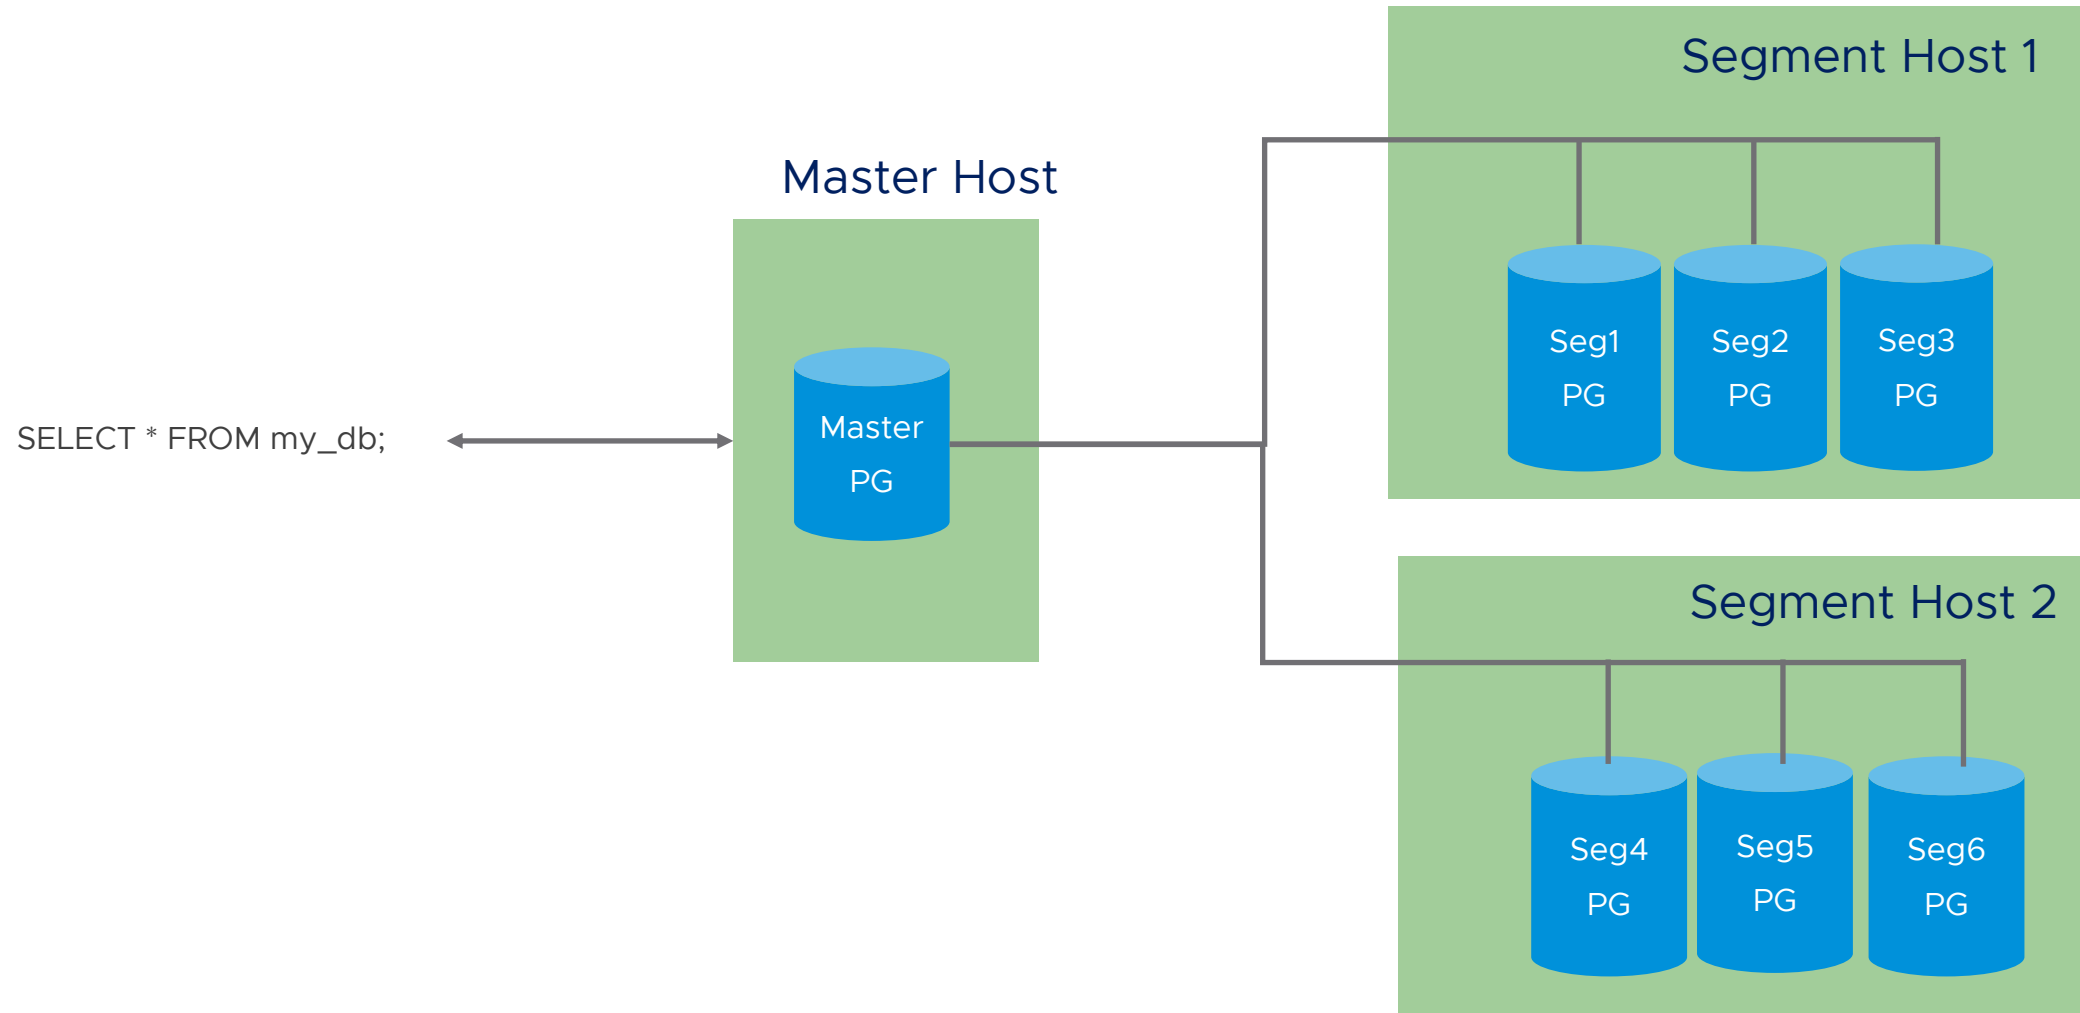 SELECT * FROM my_db;
Master Host
Master
PG
Segment Host 1
Seg1
PG
Seg2
PG
Seg3
PG
Segment Host 2
Seg4
PG
Seg5
PG
Seg6
PG